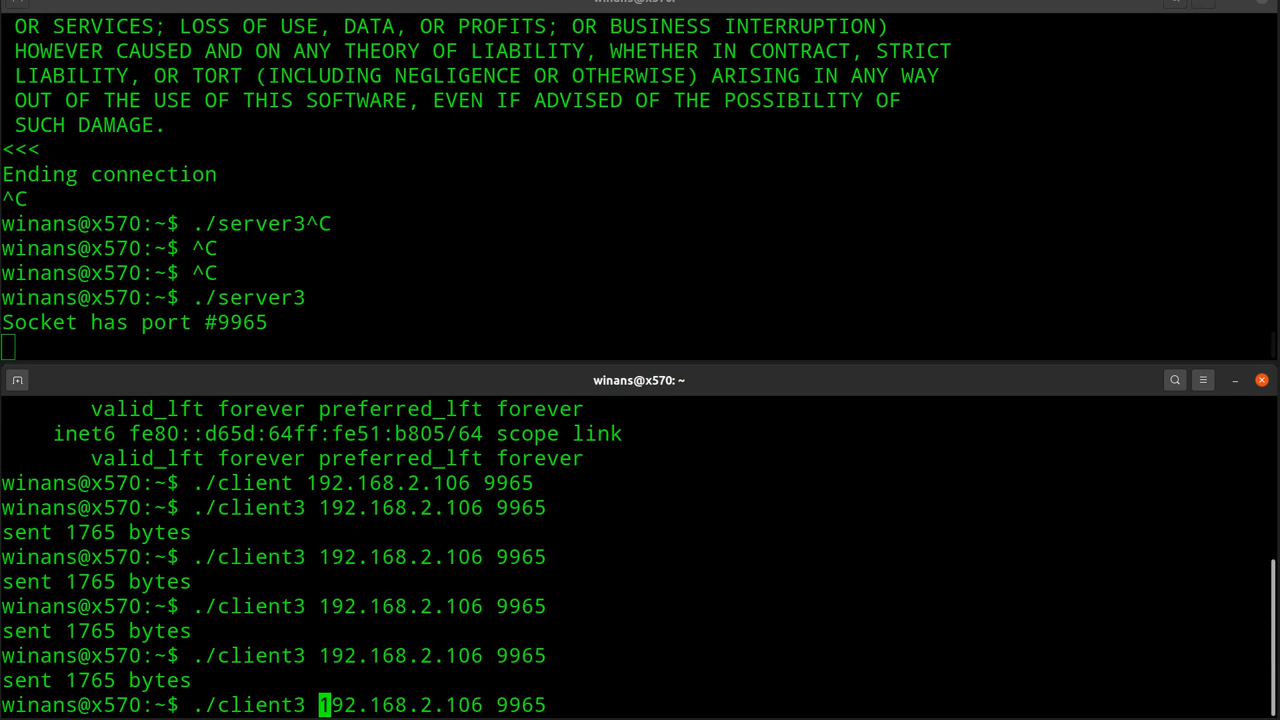 winans@x570: ~
OR SERVICES; LOSS OF USE, DATA, OR PROFITS; OR BUSINESS INTERRUPTION)
HOWEVER CAUSED AND ON ANY THEORY OF LIABILITY, WHETHER IN CONTRACT, STRICT
LIABILITY, OR TORT (INCLUDING NEGLIGENCE OR OTHERWISE) ARISING IN ANY WAY
OUT OF THE USE OF THIS SOFTWARE, EVEN IF ADVISED OF THE POSSIBILITY OF
SUCH DAMAGE.
<<<
Ending connection
^C
winans@x570:~$ ./server3^C
winans@x570:~$ ^C
winans@x570:~$ ^C
winans@x570:~$ ./server3
Socket has port #9965
winans@x570: ~
valid_lft forever preferred_lft forever
inet6 fe80::d65d:64ff:fe51:b805/64 scope link
valid_lft forever preferred_lft forever
winans@x570:~$ ./client 192.168.2.106 9965
winans@x570:~$ ./client3 192.168.2.106 9965
sent 1765 bytes
winans@x570:~$ ./client3 192.168.2.106 9965
sent 1765 bytes
winans@x570:~$ ./client3 192.168.2.106 9965
sent 1765 bytes
winans@x570:~$ ./client3 192.168.2.106 9965
sent 1765 bytes
winans@x570:~$ ./client3 192.168.2.106 9965